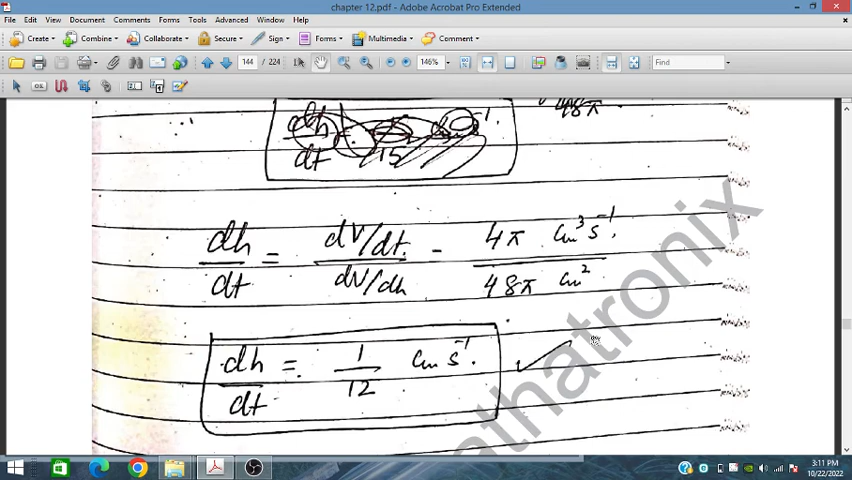 chapter 12.pdf - Adobe Acrobat Pro Extended
File Edit View Document Comments Forms Tools Advanced Window Help
Create Combine Collaborate Secure Sign Forms Multimedia Comment
144 / 224 146% Find
48π
dh/dt = (dV/dt)/(dV/dh) = 4π cm³s⁻¹ / 48π cm²
dh/dt = 1/12 cm s⁻¹.
mathatronix
3:11 PM
10/22/2022